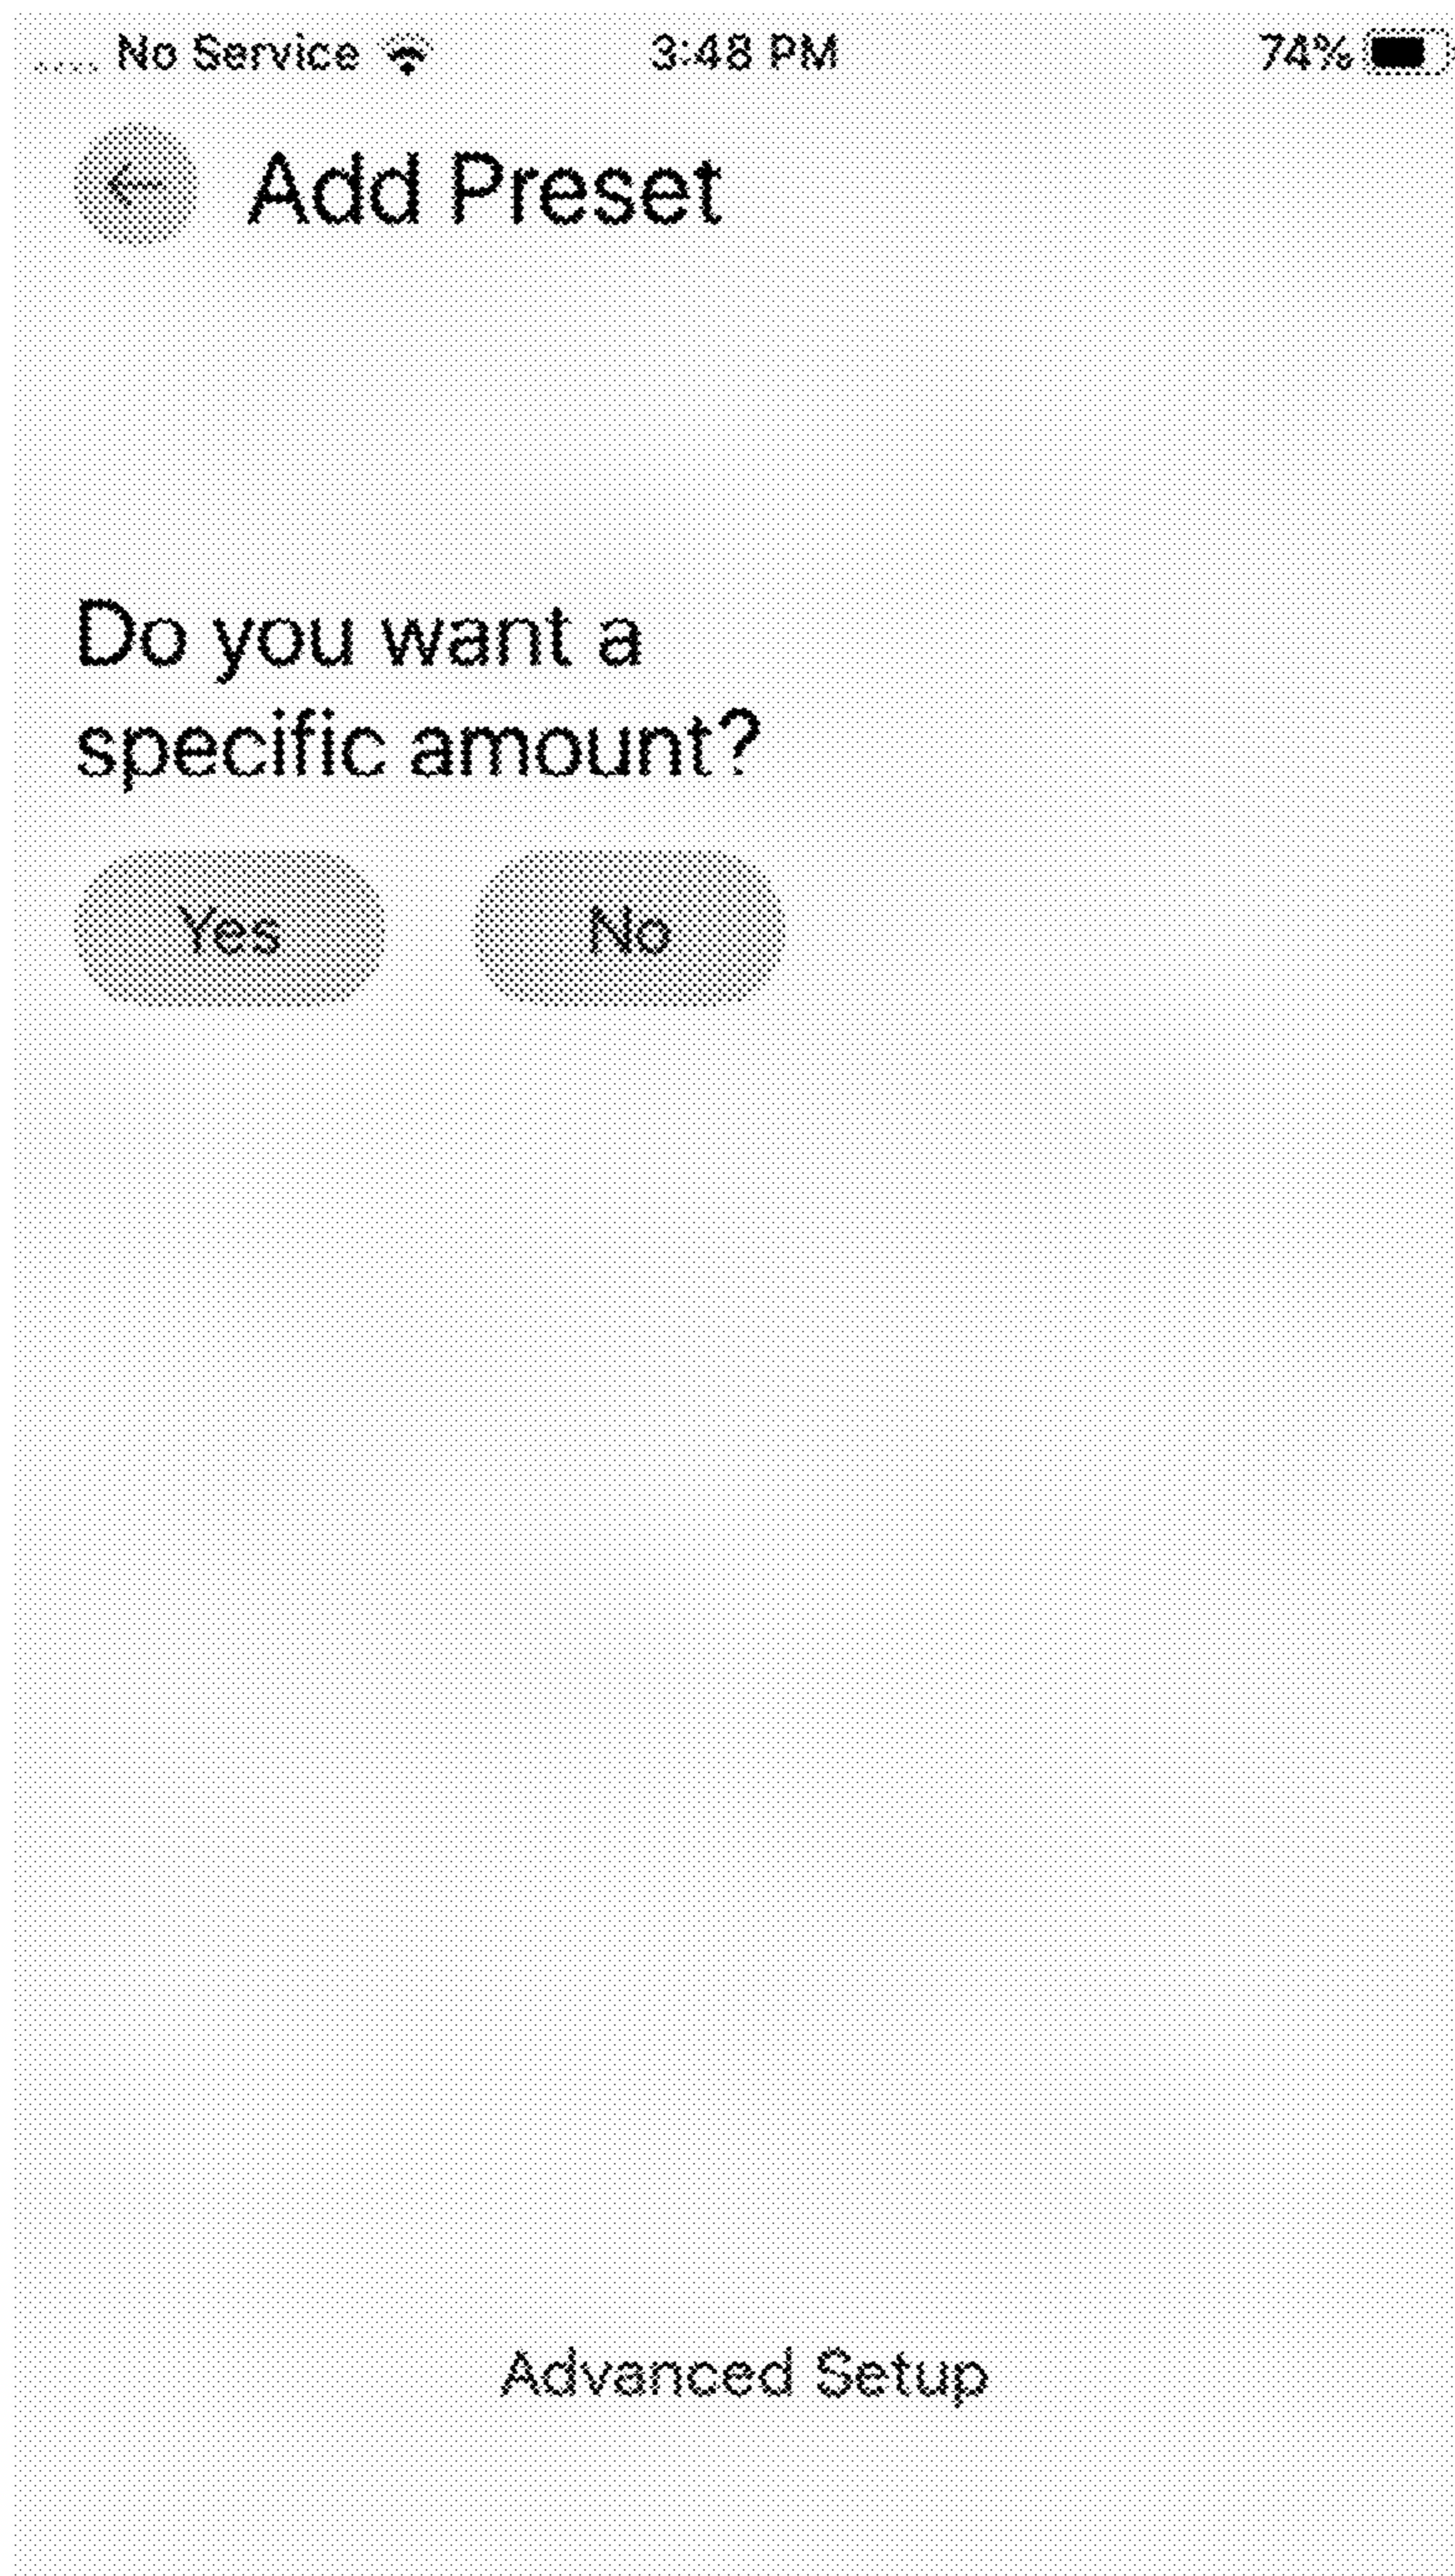 No Service 3:48 PM 74%
Add Preset
Do you want a
specific amount?
Yes No
Advanced Setup